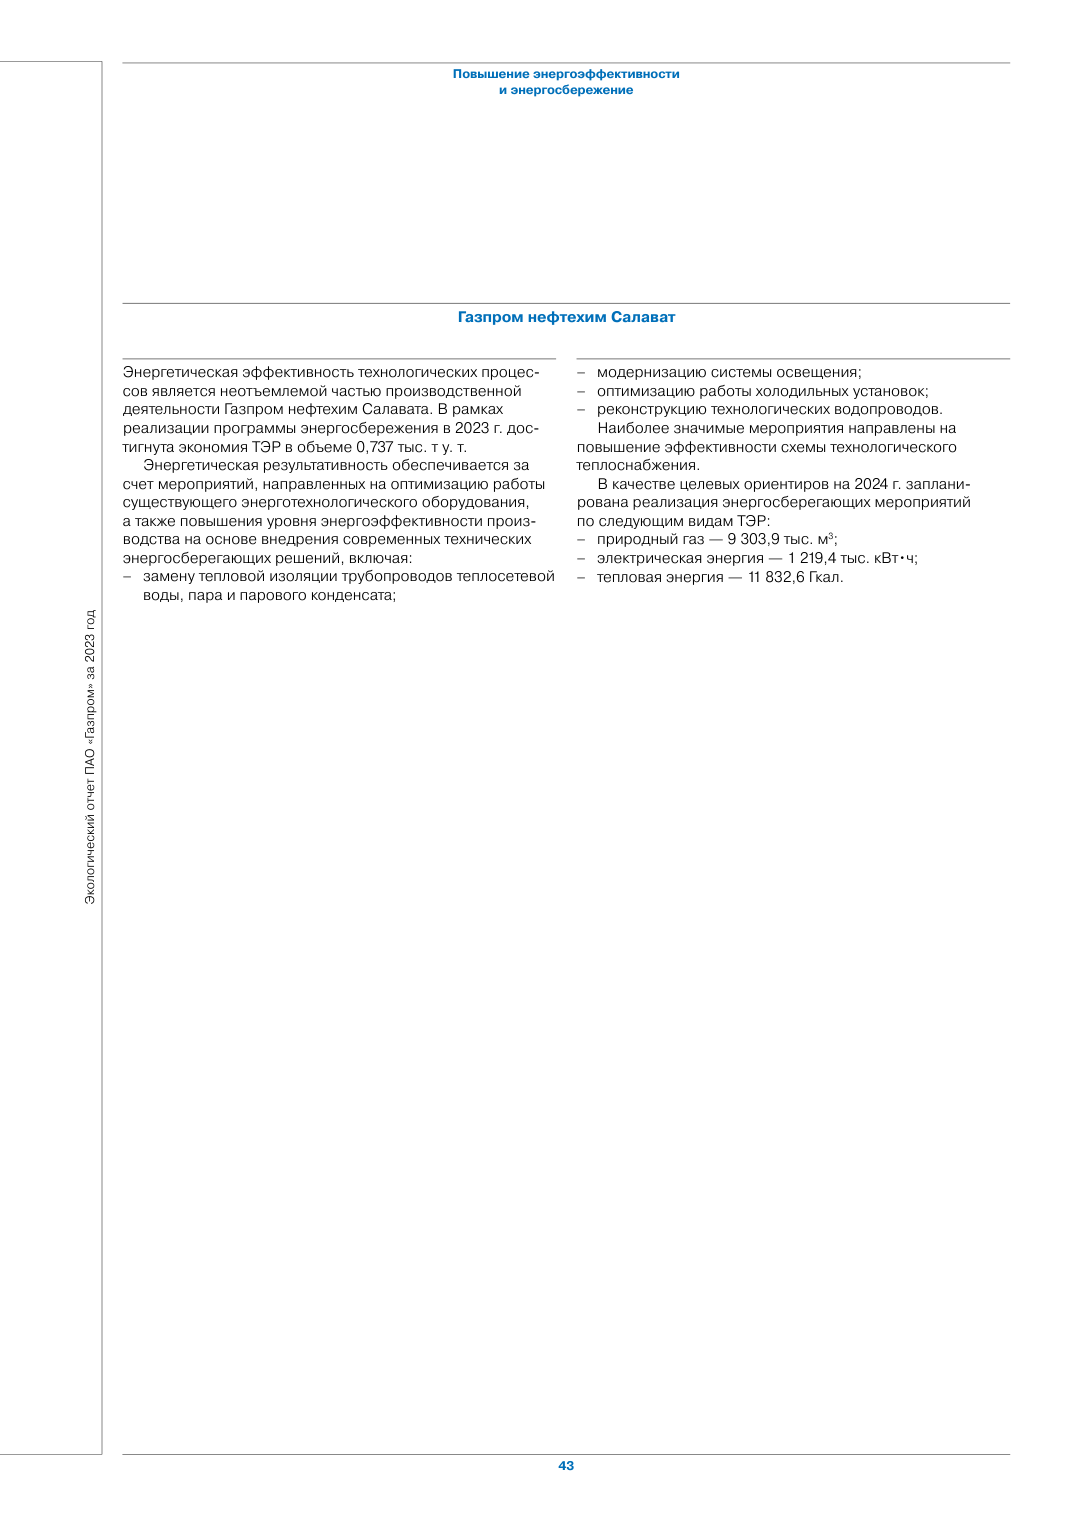 Повышение энергоэффективности
и энергосбережение
Газпром нефтехим Салават
Энергетическая эффективность технологических процес-
сов является неотъемлемой частью производственной
деятельности Газпром нефтехим Салавата. В рамках
реализации программы энергосбережения в 2023 г. дос-
тигнута экономия ТЭР в объеме 0,737 тыс. т у. т.
Энергетическая результативность обеспечивается за
счет мероприятий, направленных на оптимизацию работы
существующего энерготехнологического оборудования,
а также повышения уровня энергоэффективности произ-
водства на основе внедрения современных технических
энергосберегающих решений, включая:
– замену тепловой изоляции трубопроводов теплосетевой
воды, пара и парового конденсата;
– модернизацию системы освещения;
– оптимизацию работы холодильных установок;
– реконструкцию технологических водопроводов.
Наиболее значимые мероприятия направлены на
повышение эффективности схемы технологического
теплоснабжения.
В качестве целевых ориентиров на 2024 г. заплани-
рована реализация энергосберегающих мероприятий
по следующим видам ТЭР:
– природный газ — 9 303,9 тыс. м³;
– электрическая энергия — 1 219,4 тыс. кВт·ч;
– тепловая энергия — 11 832,6 Гкал.
Экологический отчет ПАО «Газпром» за 2023 год
43